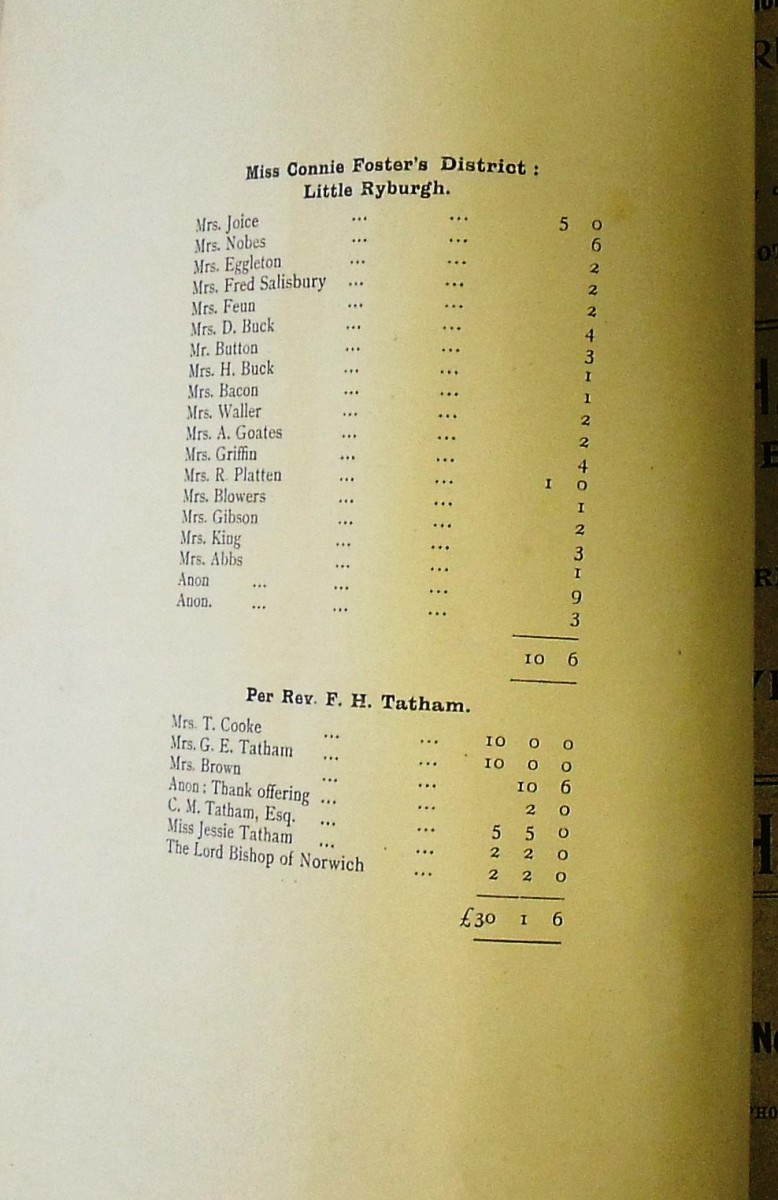 Miss Connie Foster's District :
Little Ryburgh.
Mrs. Joice ... ... 5 0
Mrs. Nobes ... ... 6
Mrs. Eggleton ... ... 2
Mrs. Fred Salisbury ... ... 2
Mrs. Feun ... ... 2
Mrs. D. Buck ... ... 4
Mr. Button ... ... 3
Mrs. H. Buck ... ... 1
Mrs. Bacon ... ... 1
Mrs. Waller ... ... 2
Mrs. A. Goates ... ... 2
Mrs. Griffin ... ... 4
Mrs. R. Platten ... ... 1 0
Mrs. Blowers ... ... 1
Mrs. Gibson ... ... 2
Mrs. King ... ... 3
Mrs. Abbs ... ... 1
Anon ... ... ... 9
Anon. ... ... ... 3
10 6
Per Rev. F. H. Tatham.
Mrs. T. Cooke ... ... 10 0 0
Mrs. G. E. Tatham ... ... 10 0 0
Mrs. Brown ... ... 10 6
Anon : Thank offering ... ... 2 0
C. M. Tatham, Esq. ... ... 5 5 0
Miss Jessie Tatham ... ... 2 2 0
The Lord Bishop of Norwich ... 2 2 0
£30 1 6